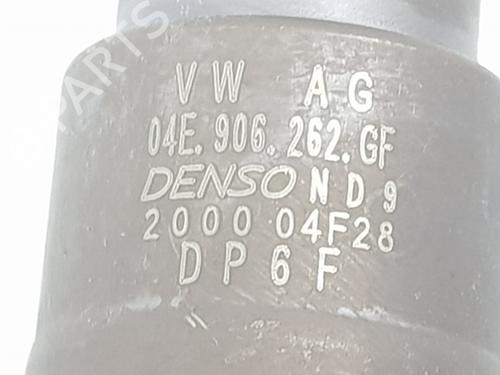 VW AG
04E.906.262.GF
DENSO ND9
2000 04F28
DP6F